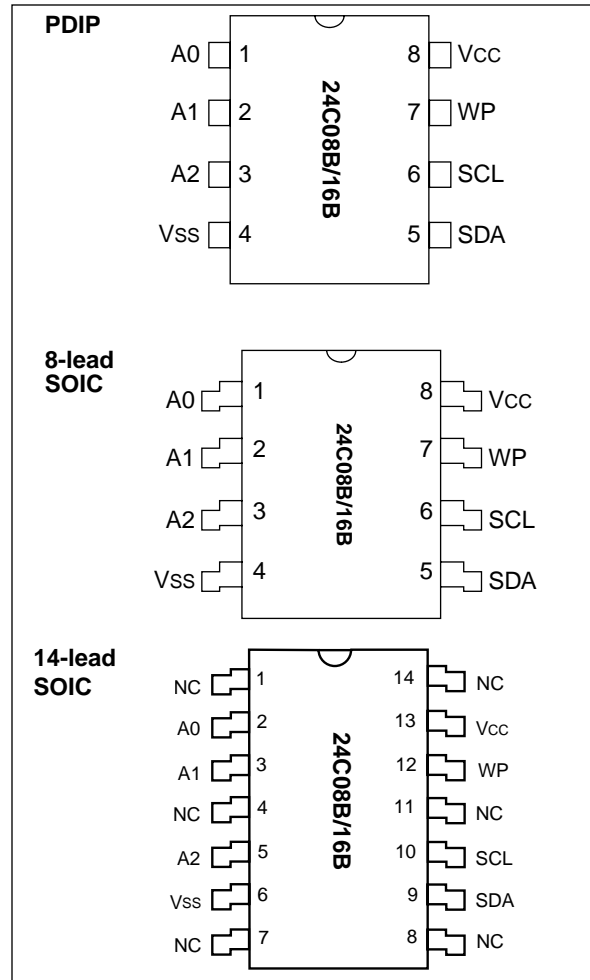 PDIP
A0 1 8 VCC
A1 2 7 WP
A2 3 6 SCL
VSS 4 5 SDA
24C08B/16B
8-lead
SOIC
A0 1 8 VCC
A1 2 7 WP
A2 3 6 SCL
VSS 4 5 SDA
24C08B/16B
14-lead
SOIC
NC 1 14 NC
A0 2 13 VCC
A1 3 12 WP
NC 4 11 NC
A2 5 10 SCL
VSS 6 9 SDA
NC 7 8 NC
24C08B/16B